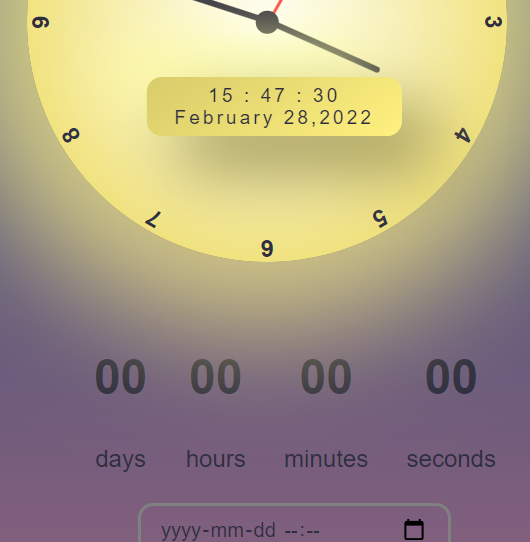 9
3
15 : 47 : 30
February 28,2022
8
4
7
5
6
00 00 00 00
days hours minutes seconds
yyyy-mm-dd --:--